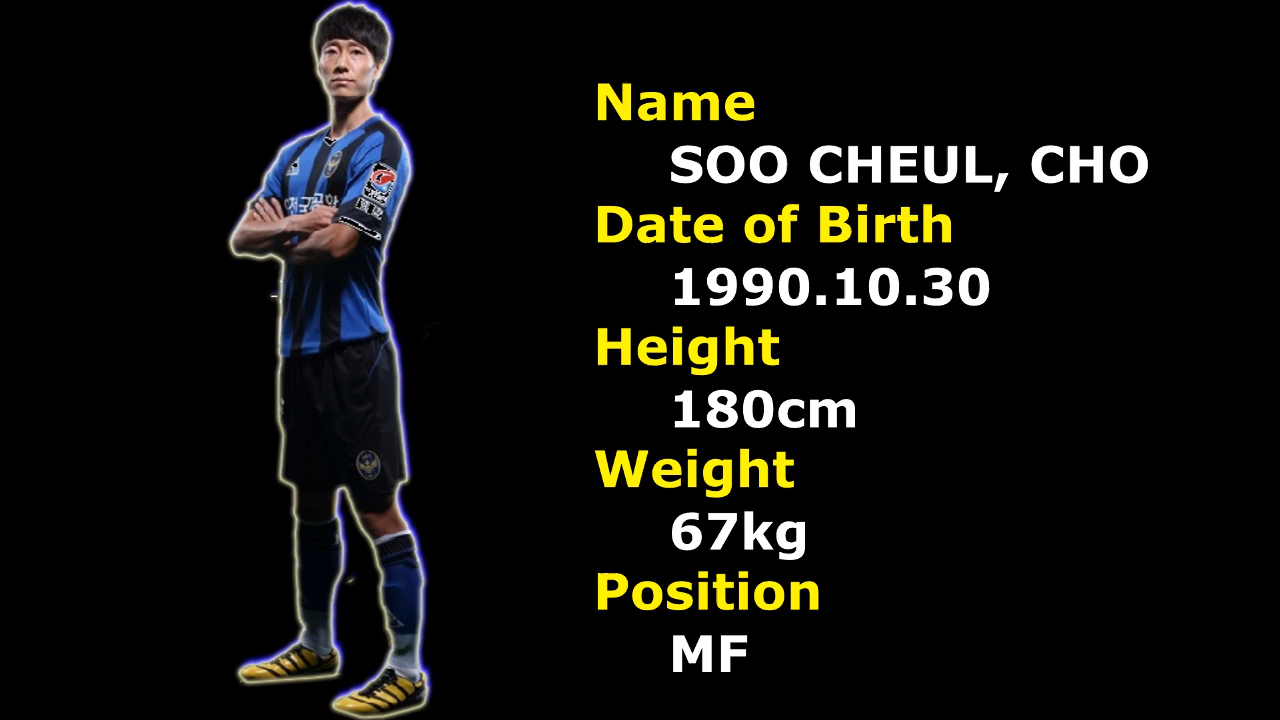 Name
SOO CHEUL, CHO
Date of Birth
1990.10.30
Height
180cm
Weight
67kg
Position
MF